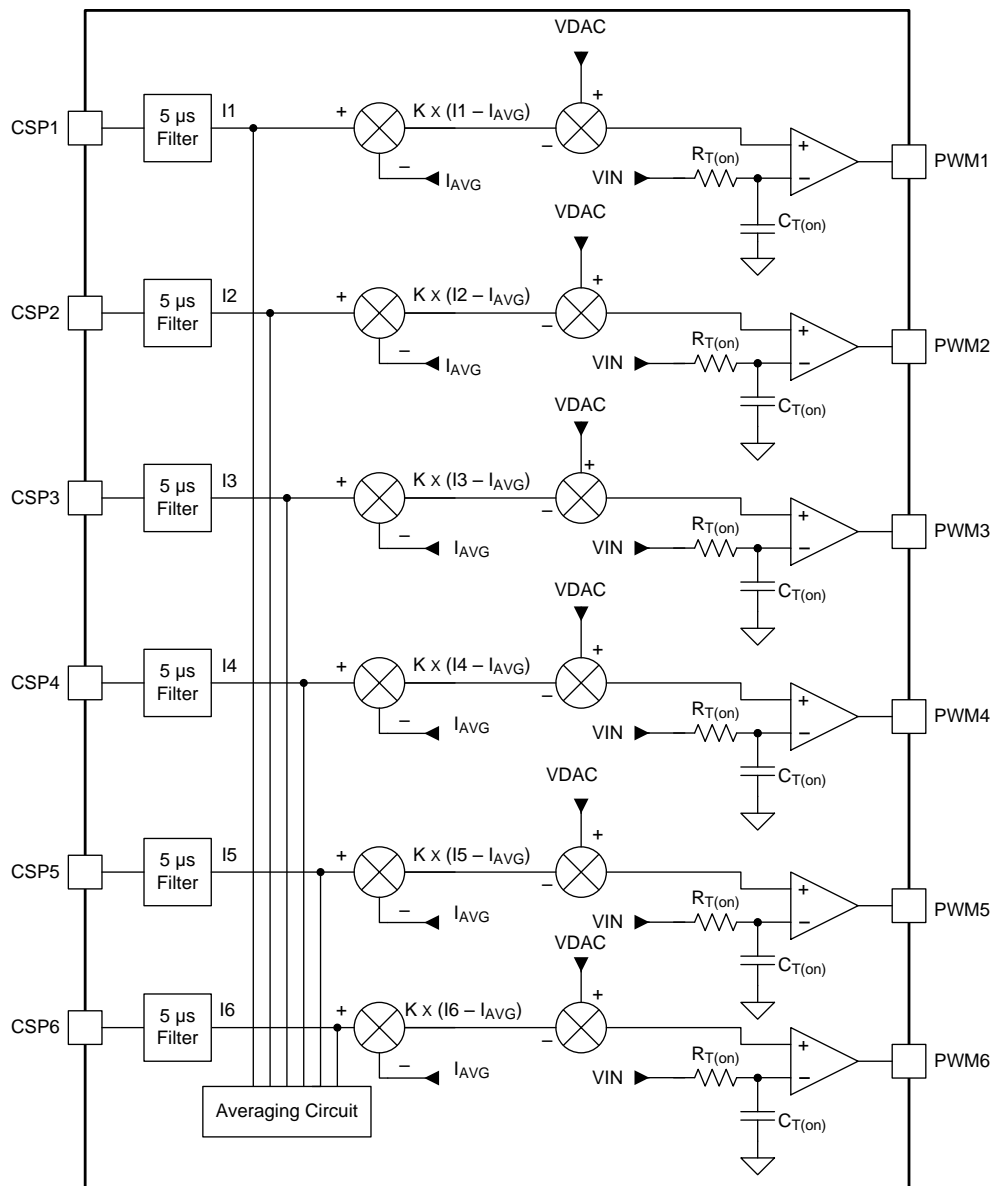 VDAC
CSP1
5 µs
Filter
I1
+
K x (I1 – IAVG)
+
–
–
IAVG
VIN
RT(on)
+
–
CT(on)
PWM1
VDAC
CSP2
5 µs
Filter
I2
+
K x (I2 – IAVG)
+
–
–
IAVG
VIN
RT(on)
+
–
CT(on)
PWM2
VDAC
CSP3
5 µs
Filter
I3
+
K x (I3 – IAVG)
+
–
–
IAVG
VIN
RT(on)
+
–
CT(on)
PWM3
VDAC
CSP4
5 µs
Filter
I4
+
K x (I4 – IAVG)
+
–
–
IAVG
VIN
RT(on)
+
–
CT(on)
PWM4
VDAC
CSP5
5 µs
Filter
I5
+
K x (I5 – IAVG)
+
–
–
IAVG
VIN
RT(on)
+
–
CT(on)
PWM5
VDAC
CSP6
5 µs
Filter
I6
+
K x (I6 – IAVG)
+
–
–
IAVG
VIN
RT(on)
+
–
CT(on)
PWM6
Averaging Circuit